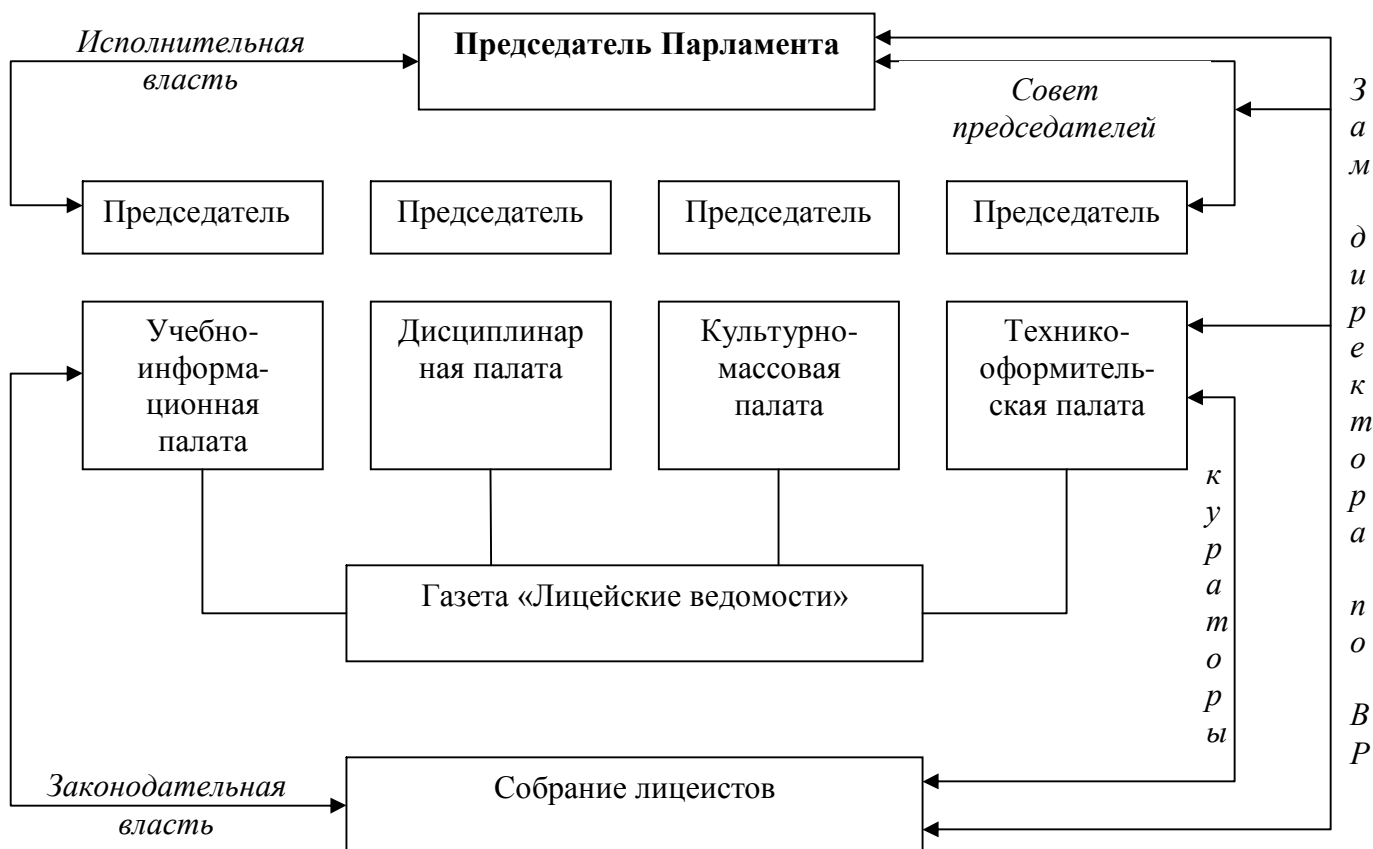 Исполнительная
власть
Председатель Парламента
Совет
председателей
Председатель
Председатель
Председатель
Председатель
Учебно-
информа-
ционная
палата
Дисциплинар
ная палата
Культурно-
массовая
палата
Технико-
оформитель-
ская палата
Газета «Лицейские ведомости»
кураторы
Зам директора по ВР
Законодательная
власть
Собрание лицеистов